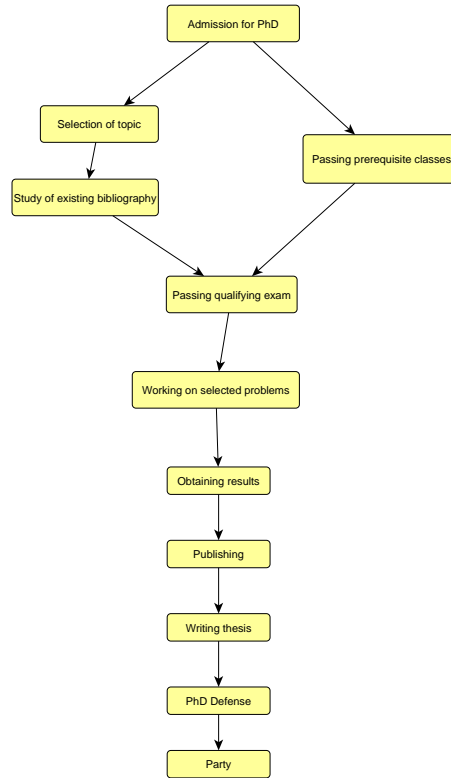 Admission for PhD
Selection of topic
Passing prerequisite classes
Study of existing bibliography
Passing qualifying exam
Working on selected problems
Obtaining results
Publishing
Writing thesis
PhD Defense
Party